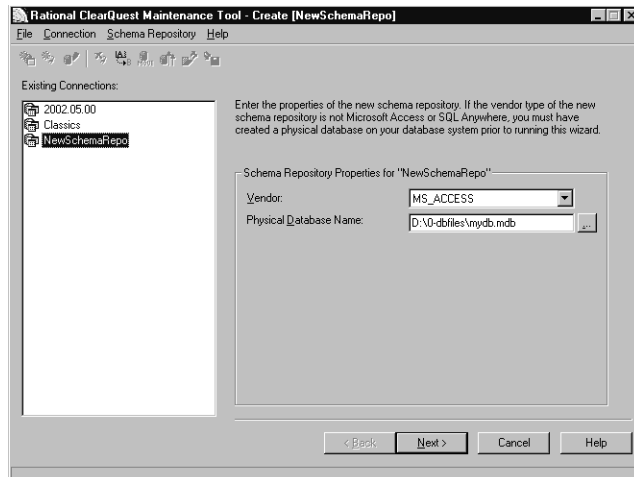 Rational ClearQuest Maintenance Tool - Create [NewSchemaRepo]
File Connection Schema Repository Help
Existing Connections:
2002.05.00
Classics
NewSchemaRepo
Enter the properties of the new schema repository. If the vendor type of the new
schema repository is not Microsoft Access or SQL Anywhere, you must have
created a physical database on your database system prior to running this wizard.
Schema Repository Properties for "NewSchemaRepo"
Vendor: MS_ACCESS
Physical Database Name: D:\0-dbfiles\mydb.mdb ...
< Back Next > Cancel Help